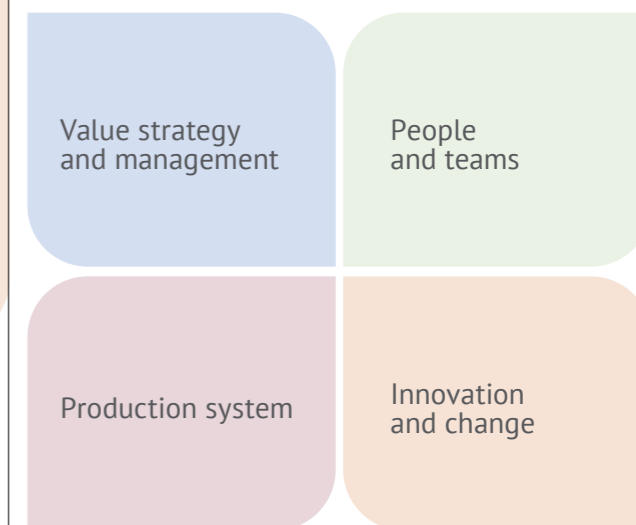 Value strategy
and management
People
and teams
Production system
Innovation
and change